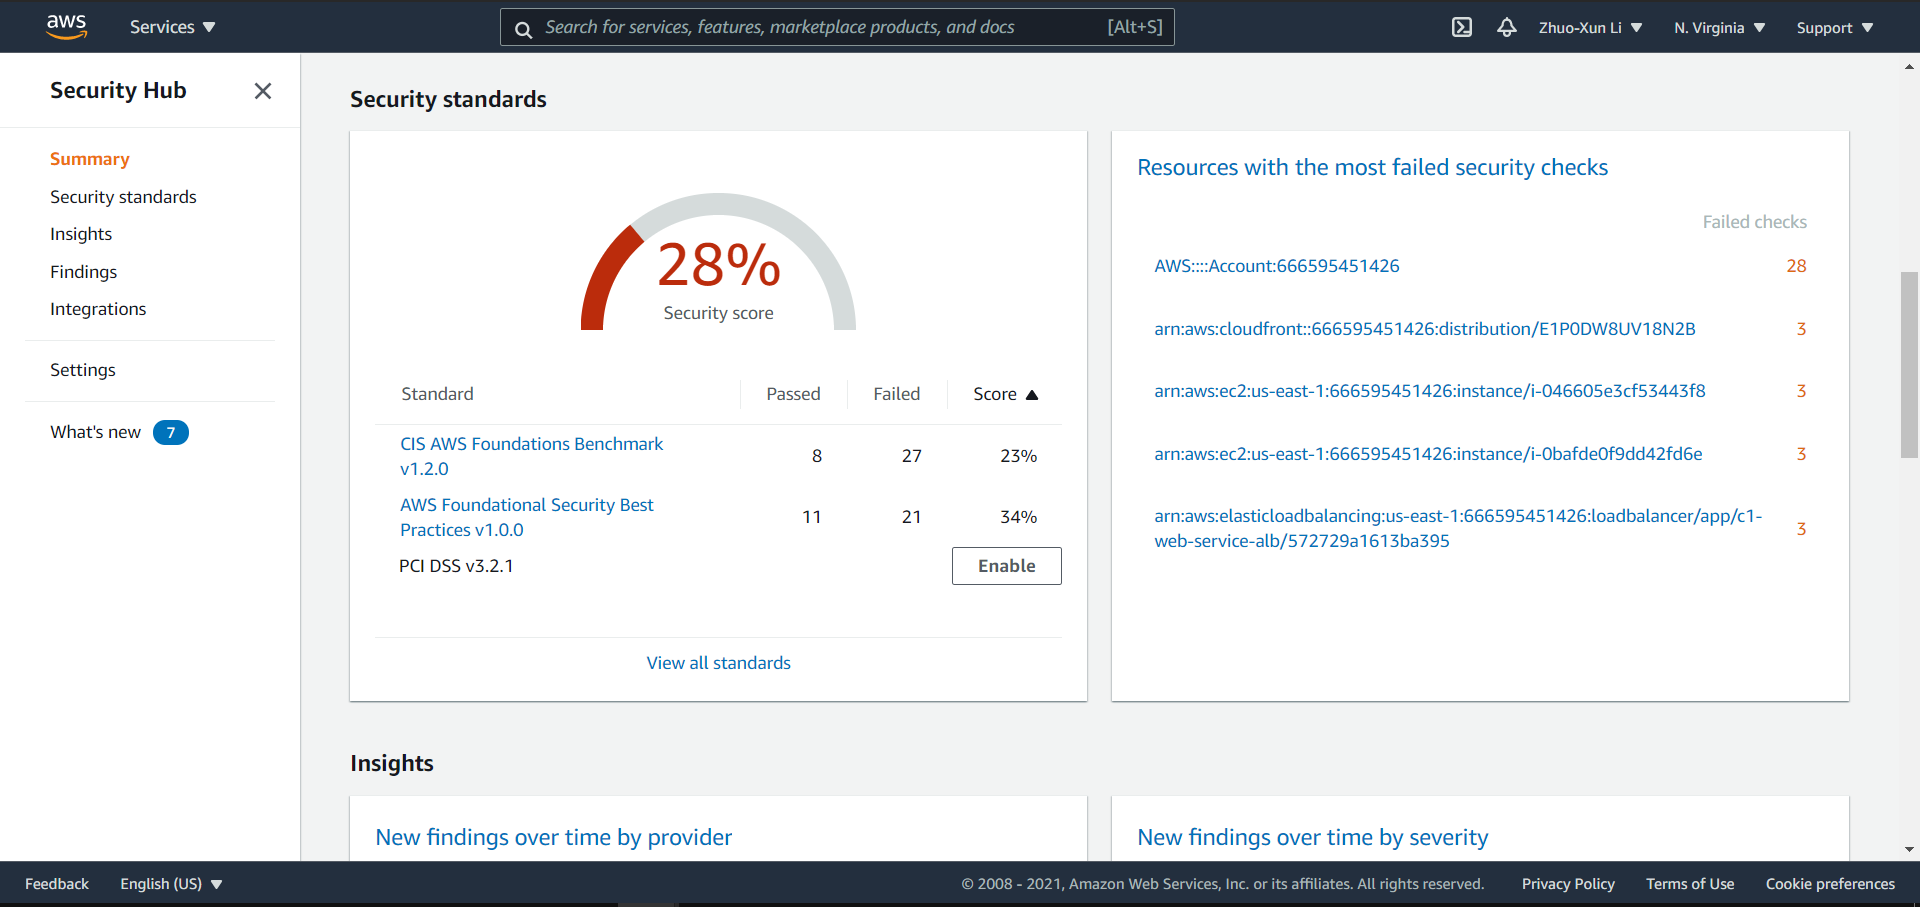 aws
Services
Search for services, features, marketplace products, and docs [Alt+S]
Zhuo-Xun Li
N. Virginia
Support
Security Hub
Summary
Security standards
Insights
Findings
Integrations
Settings
What's new 7
Security standards
28%
Security score
Standard Passed Failed Score
CIS AWS Foundations Benchmark
v1.2.0
8 27 23%
AWS Foundational Security Best
Practices v1.0.0
11 21 34%
PCI DSS v3.2.1 Enable
View all standards
Resources with the most failed security checks
Failed checks
AWS::::Account:666595451426 28
arn:aws:cloudfront::666595451426:distribution/E1P0DW8UV18N2B 3
arn:aws:ec2:us-east-1:666595451426:instance/i-046605e3cf53443f8 3
arn:aws:ec2:us-east-1:666595451426:instance/i-0bafde0f9dd42fd6e 3
arn:aws:elasticloadbalancing:us-east-1:666595451426:loadbalancer/app/c1-
web-service-alb/572729a1613ba395
3
Insights
New findings over time by provider
New findings over time by severity
Feedback
English (US)
© 2008 - 2021, Amazon Web Services, Inc. or its affiliates. All rights reserved.
Privacy Policy
Terms of Use
Cookie preferences